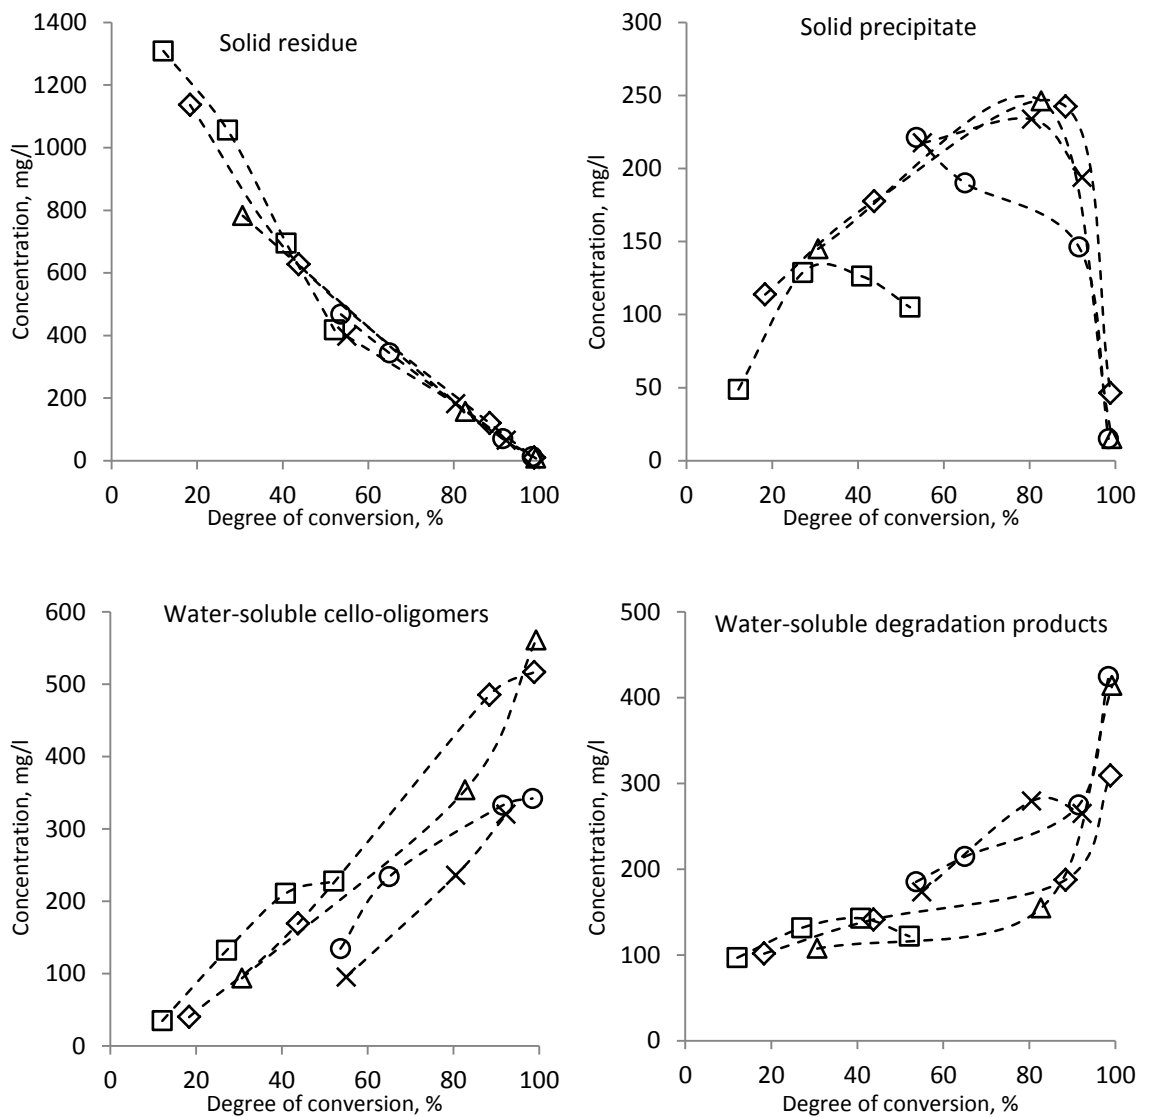 Solid residue
Concentration, mg/l
1400
1200
1000
800
600
400
200
0
0 20 40 60 80 100
Degree of conversion, %
Solid precipitate
Concentration, mg/l
300
250
200
150
100
50
0
0 20 40 60 80 100
Degree of conversion, %
Water-soluble cello-oligomers
Concentration, mg/l
600
500
400
300
200
100
0
0 20 40 60 80 100
Degree of conversion, %
Water-soluble degradation products
Concentration, mg/l
500
400
300
200
100
0
0 20 40 60 80 100
Degree of conversion, %